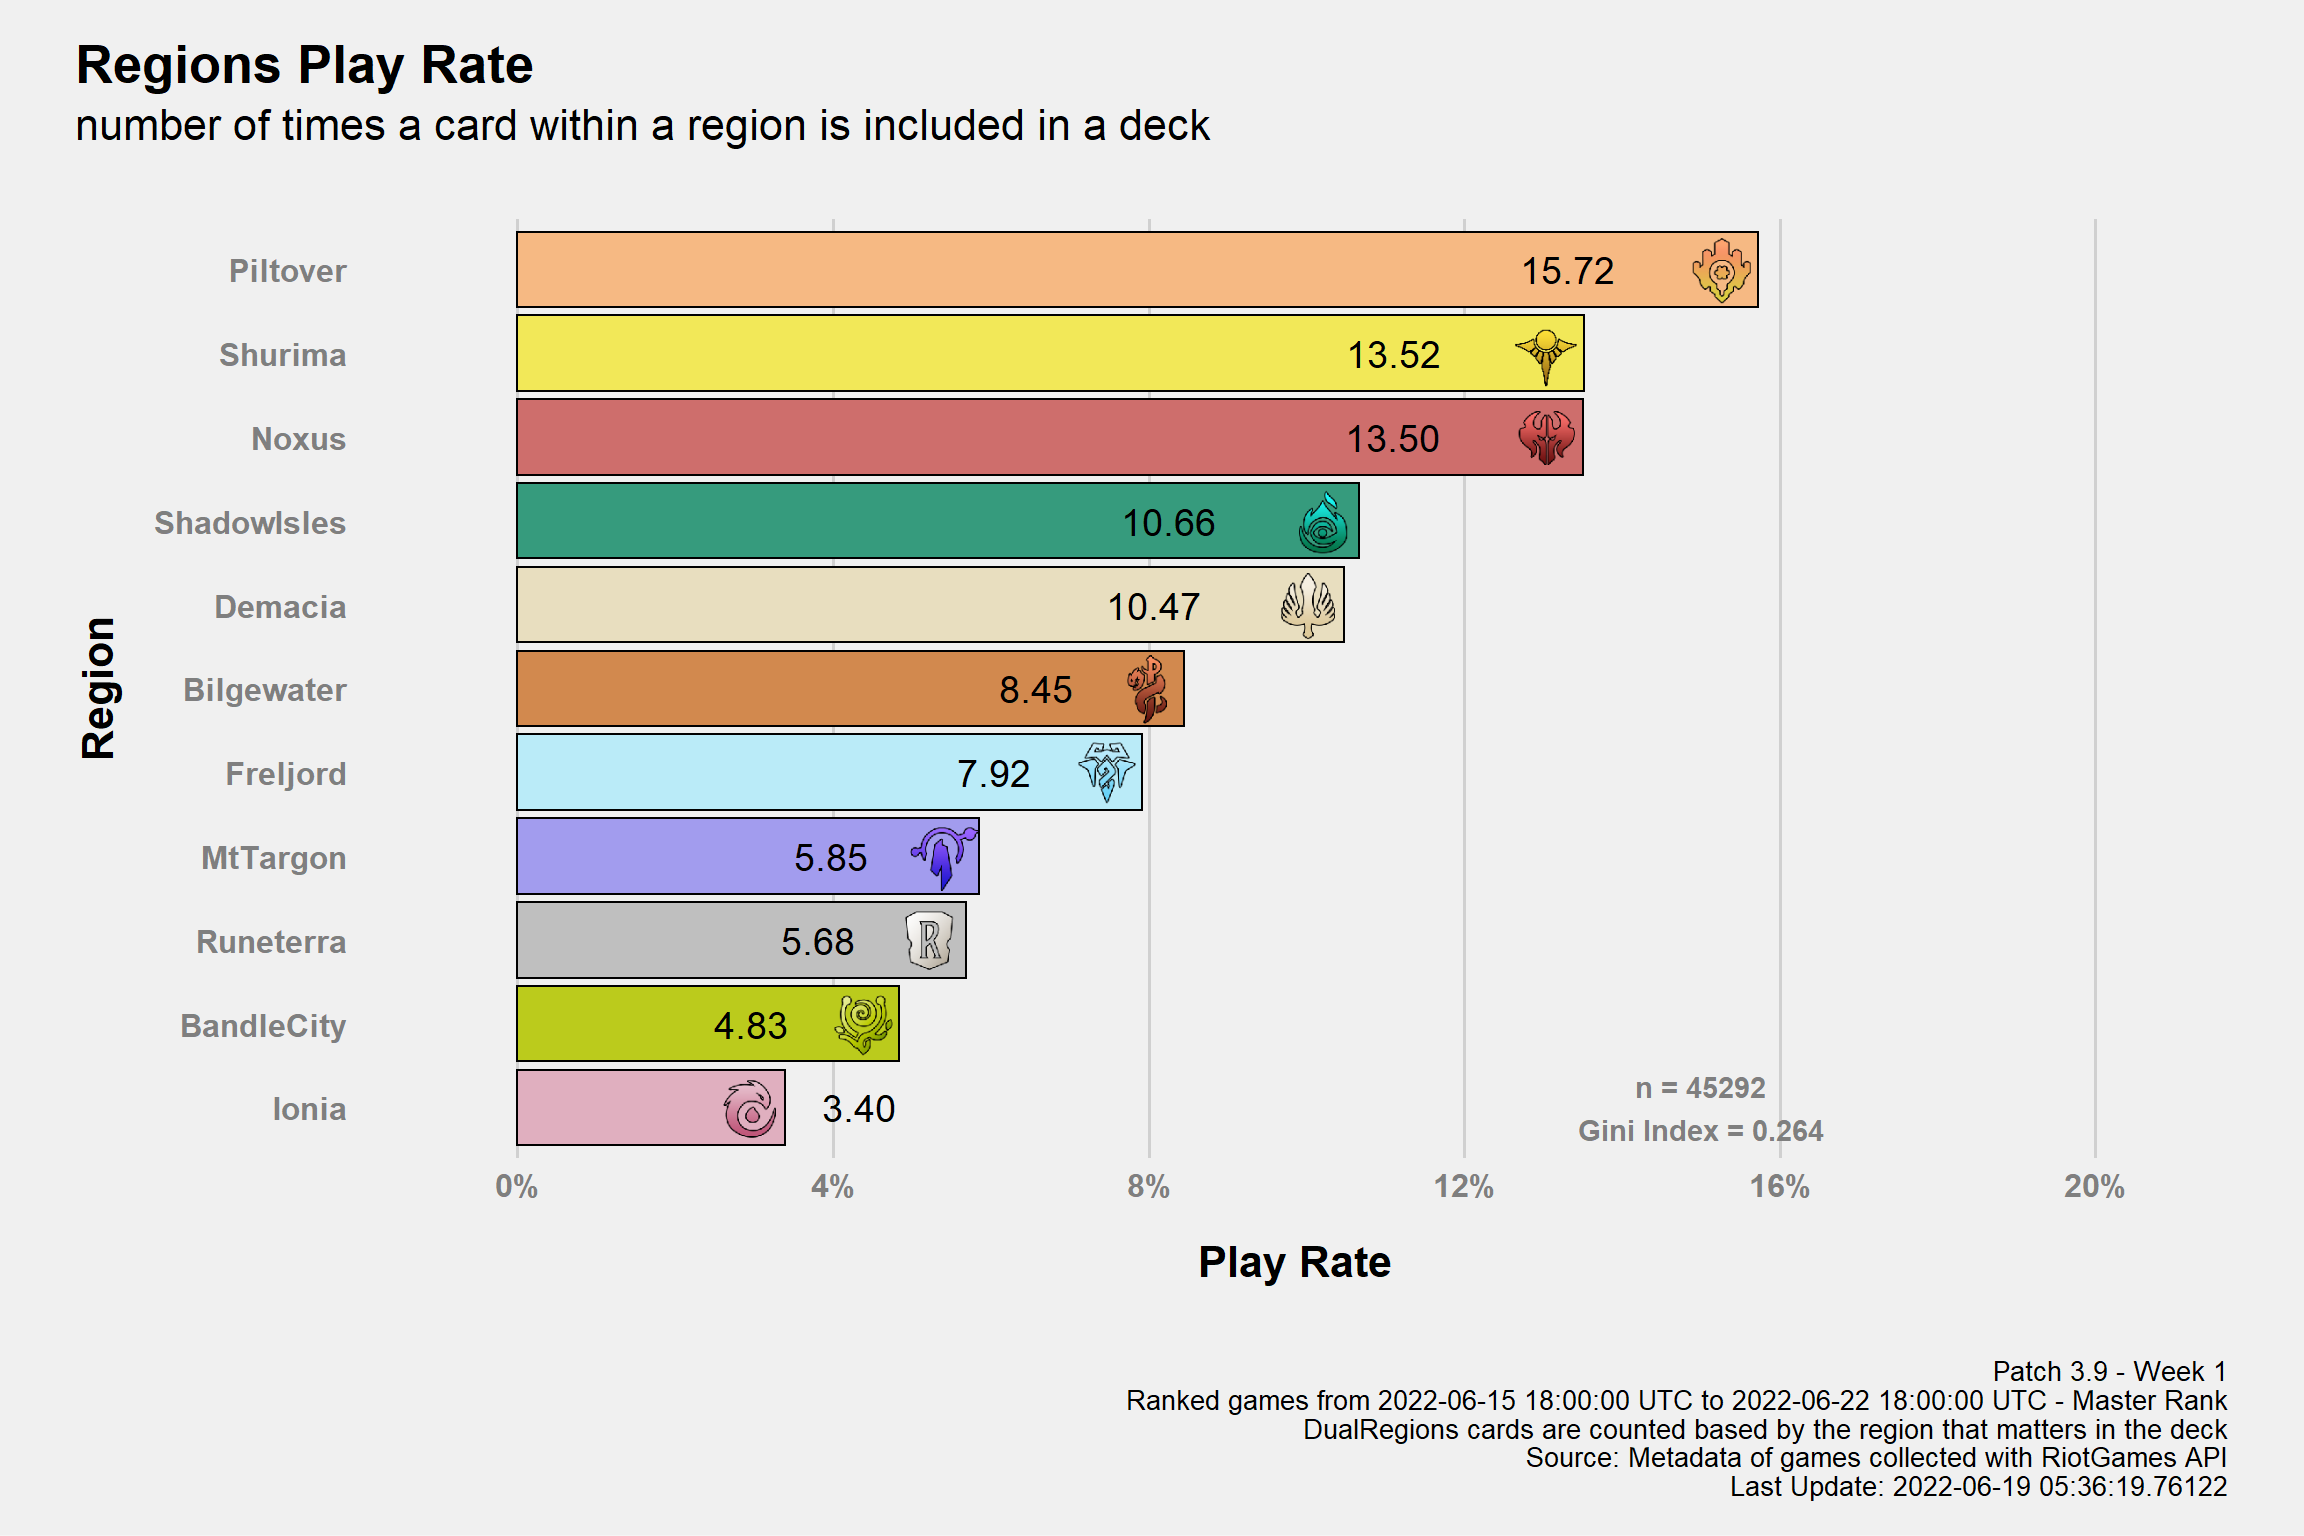 Regions Play Rate
number of times a card within a region is included in a deck
Region
Piltover 15.72
Shurima 13.52
Noxus 13.50
ShadowIsles 10.66
Demacia 10.47
Bilgewater 8.45
Freljord 7.92
MtTargon 5.85
Runeterra 5.68 R
BandleCity 4.83
Ionia 3.40
n = 45292
Gini Index = 0.264
0% 4% 8% 12% 16% 20%
Play Rate
Patch 3.9 - Week 1
Ranked games from 2022-06-15 18:00:00 UTC to 2022-06-22 18:00:00 UTC - Master Rank
DualRegions cards are counted based by the region that matters in the deck
Source: Metadata of games collected with RiotGames API
Last Update: 2022-06-19 05:36:19.76122